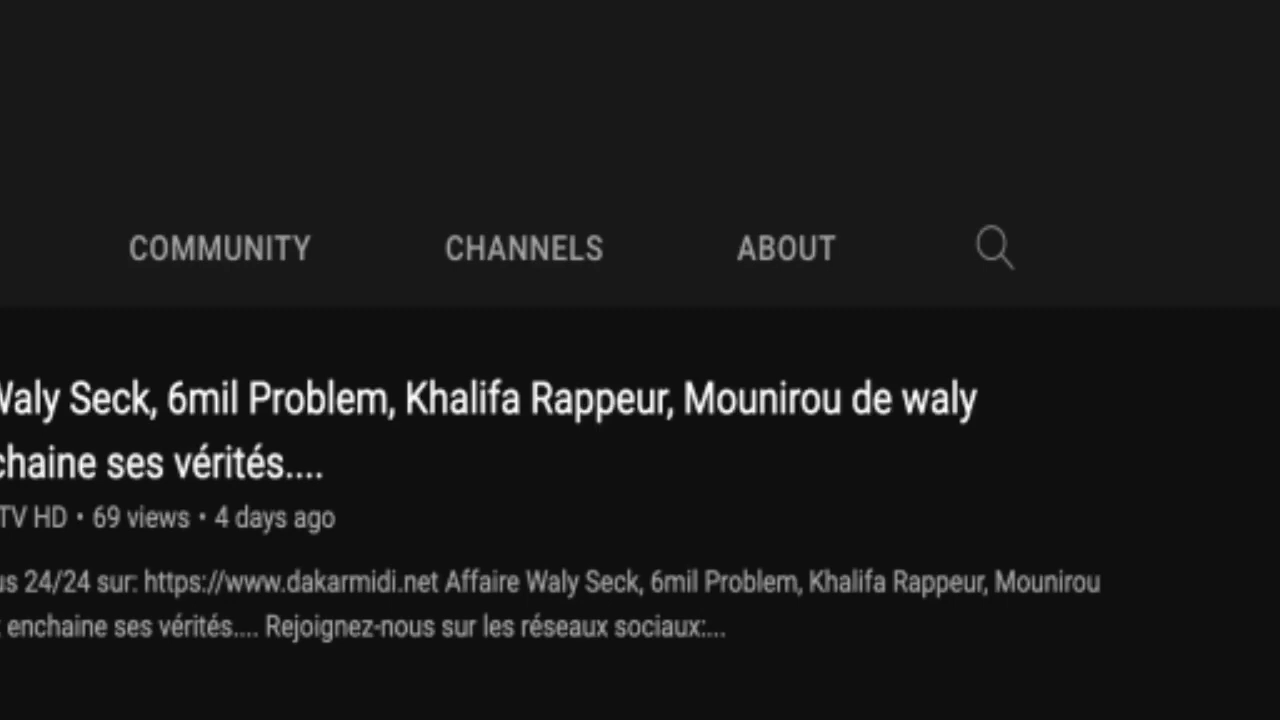 COMMUNITY CHANNELS ABOUT
Waly Seck, 6mil Problem, Khalifa Rappeur, Mounirou de waly
chaine ses vérités....
TV HD • 69 views • 4 days ago
us 24/24 sur: https://www.dakarmidi.net Affaire Waly Seck, 6mil Problem, Khalifa Rappeur, Mounirou
enchaine ses vérités.... Rejoignez-nous sur les réseaux sociaux:...